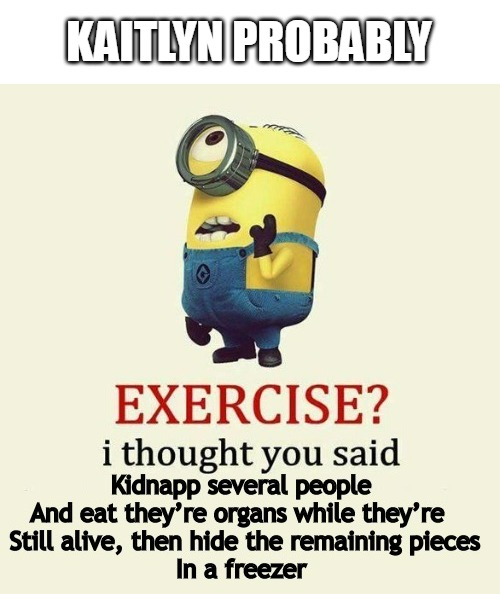 KAITLYN PROBABLY
EXERCISE?
i thought you said
Kidnapp several people
And eat they're organs while they're
Still alive, then hide the remaining pieces
In a freezer